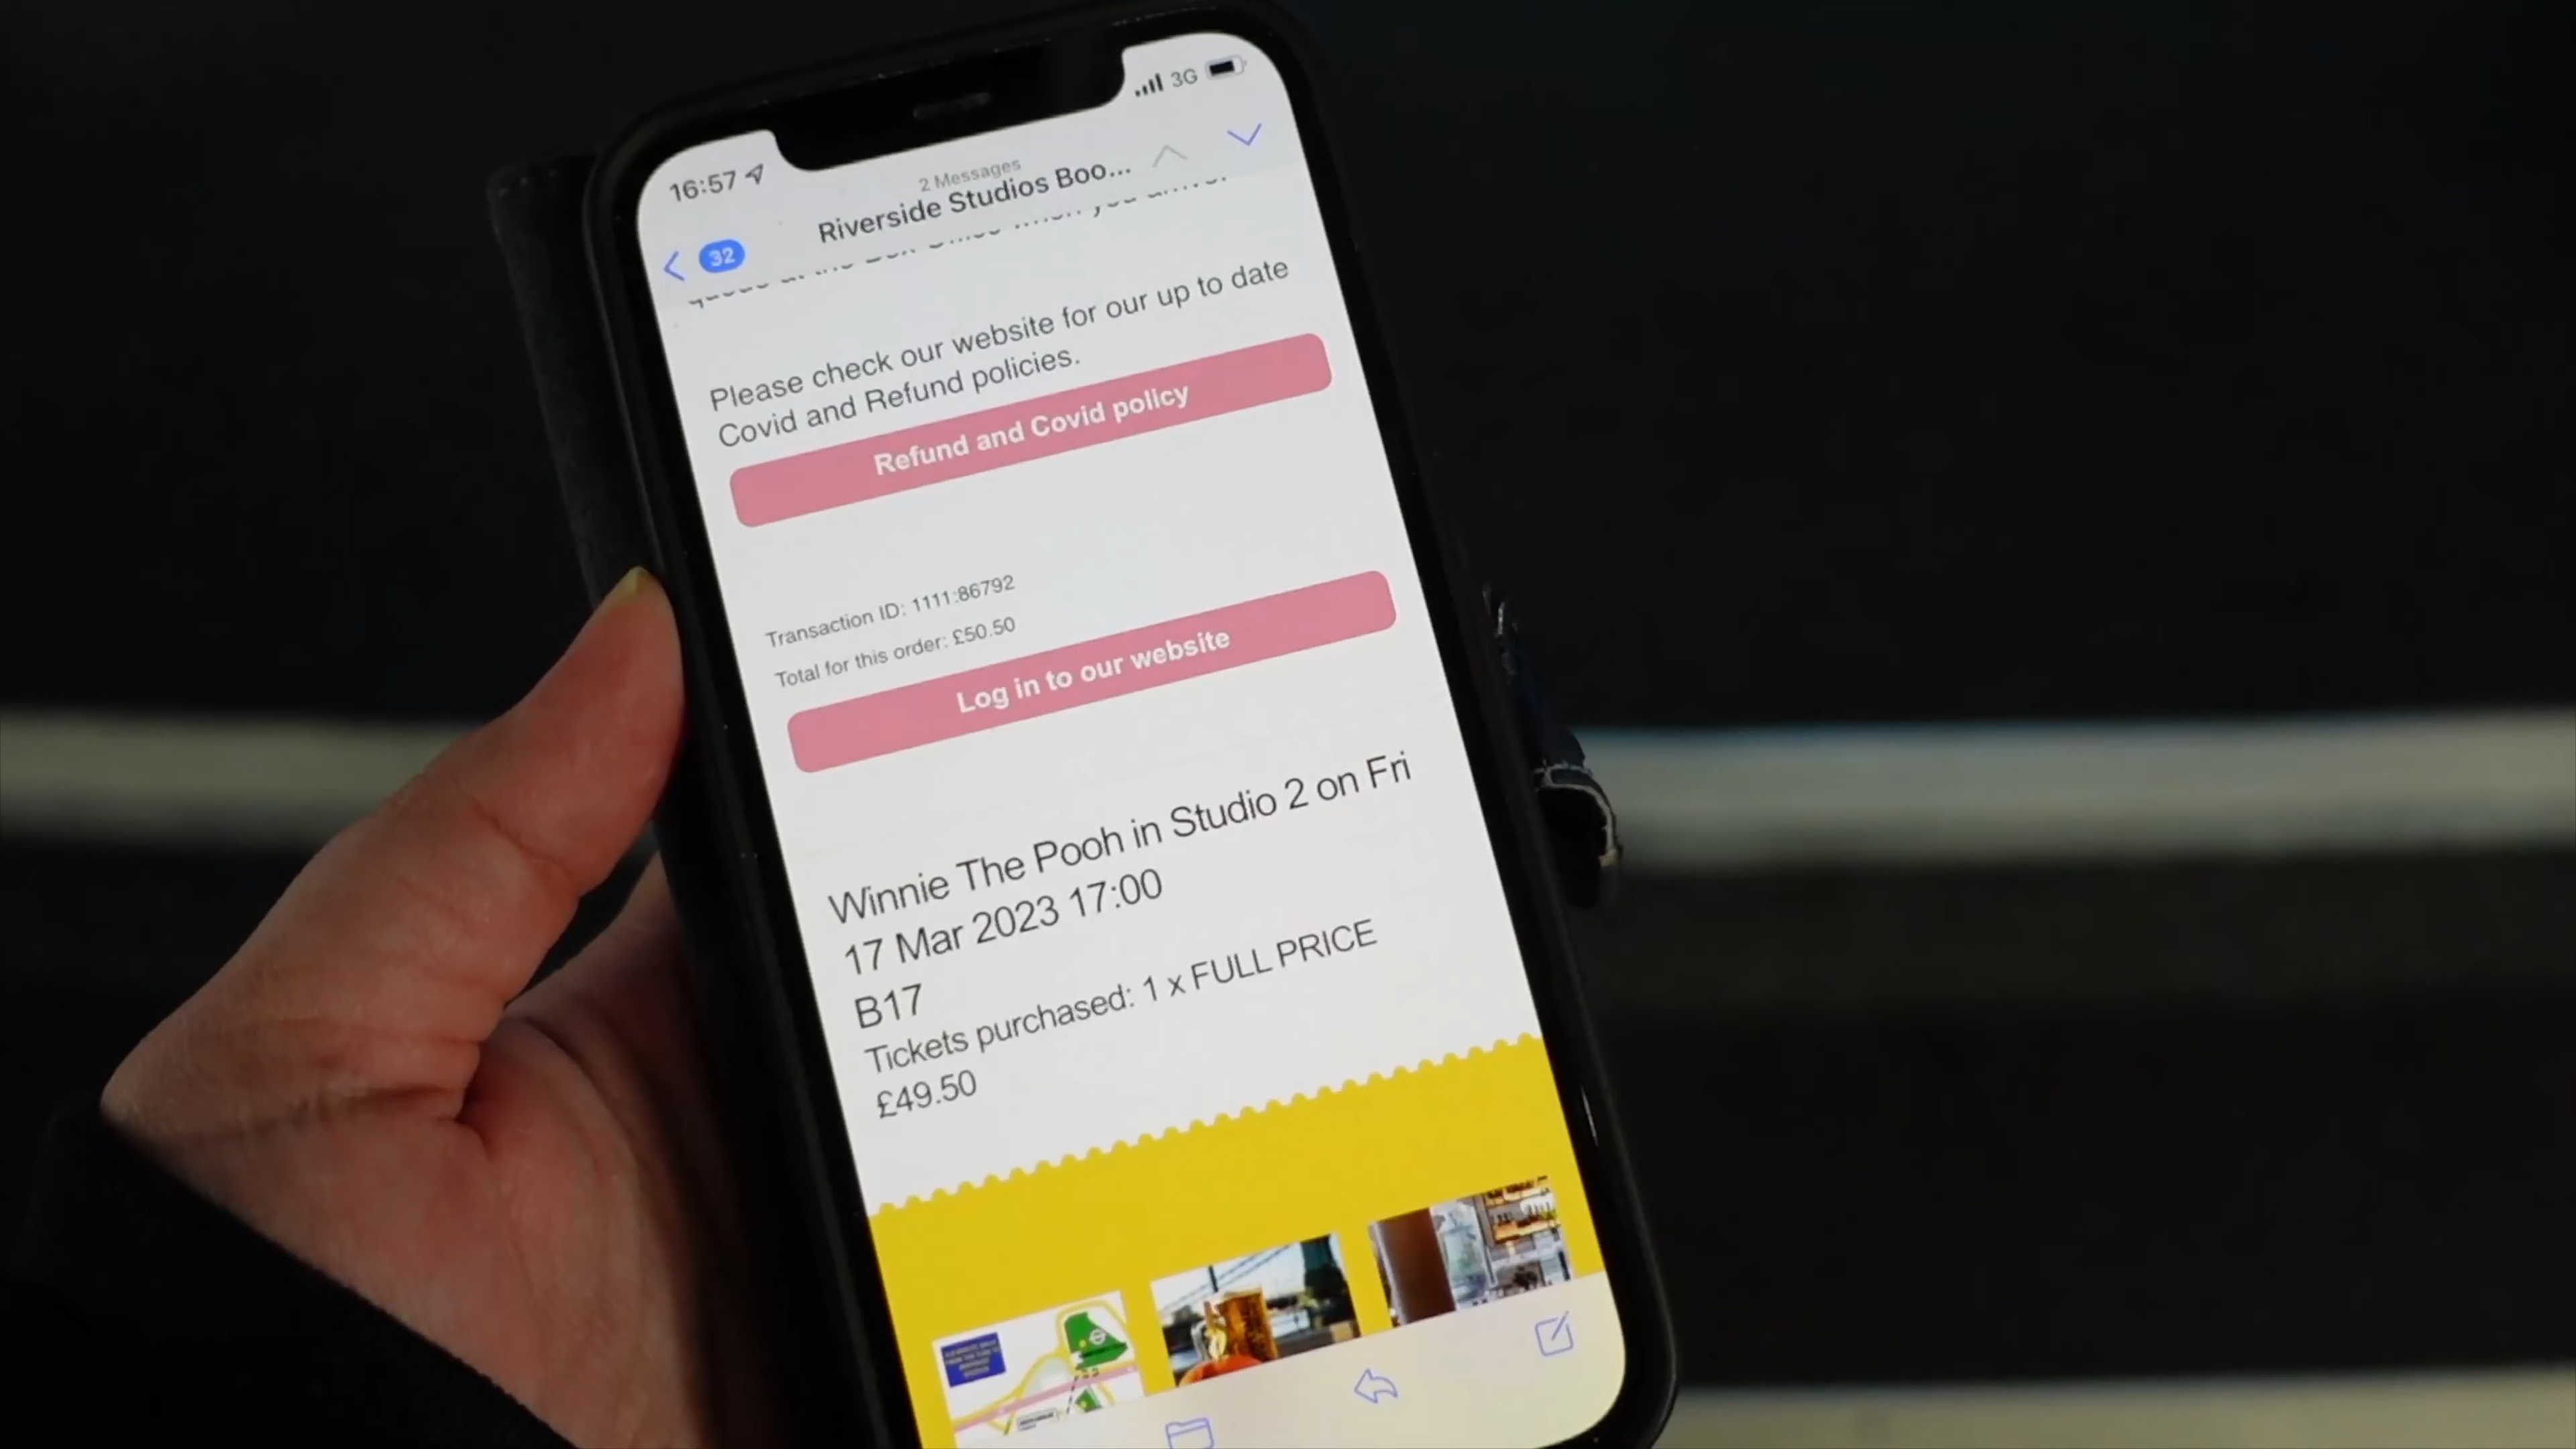 16:57
3G
2 Messages
Riverside Studios Boo...
32
Please check our website for our up to date
Covid and Refund policies.
Refund and Covid policy
Transaction ID: 1111:86792
Total for this order: £50.50
Log in to our website
Winnie The Pooh in Studio 2 on Fri
17 Mar 2023 17:00
B17
Tickets purchased: 1 x FULL PRICE
£49.50